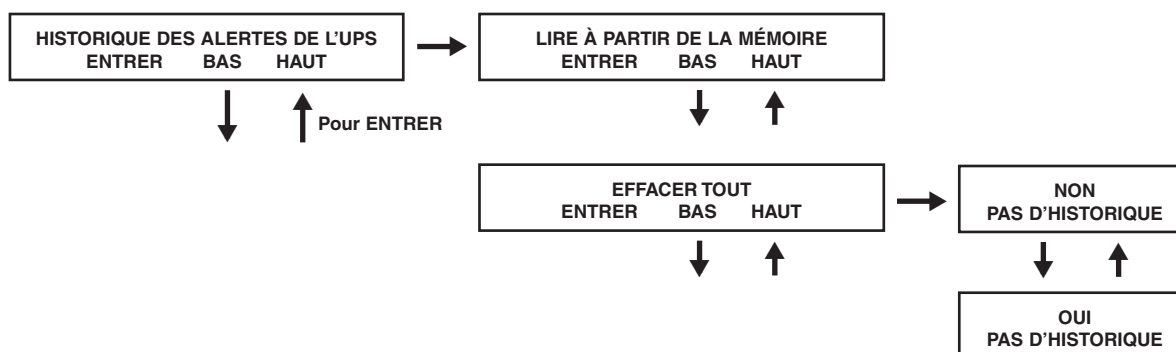 HISTORIQUE DES ALERTES DE L'UPS
ENTRER BAS HAUT
LIRE À PARTIR DE LA MÉMOIRE
ENTRER BAS HAUT
Pour ENTRER
EFFACER TOUT
ENTRER BAS HAUT
NON
PAS D'HISTORIQUE
OUI
PAS D'HISTORIQUE